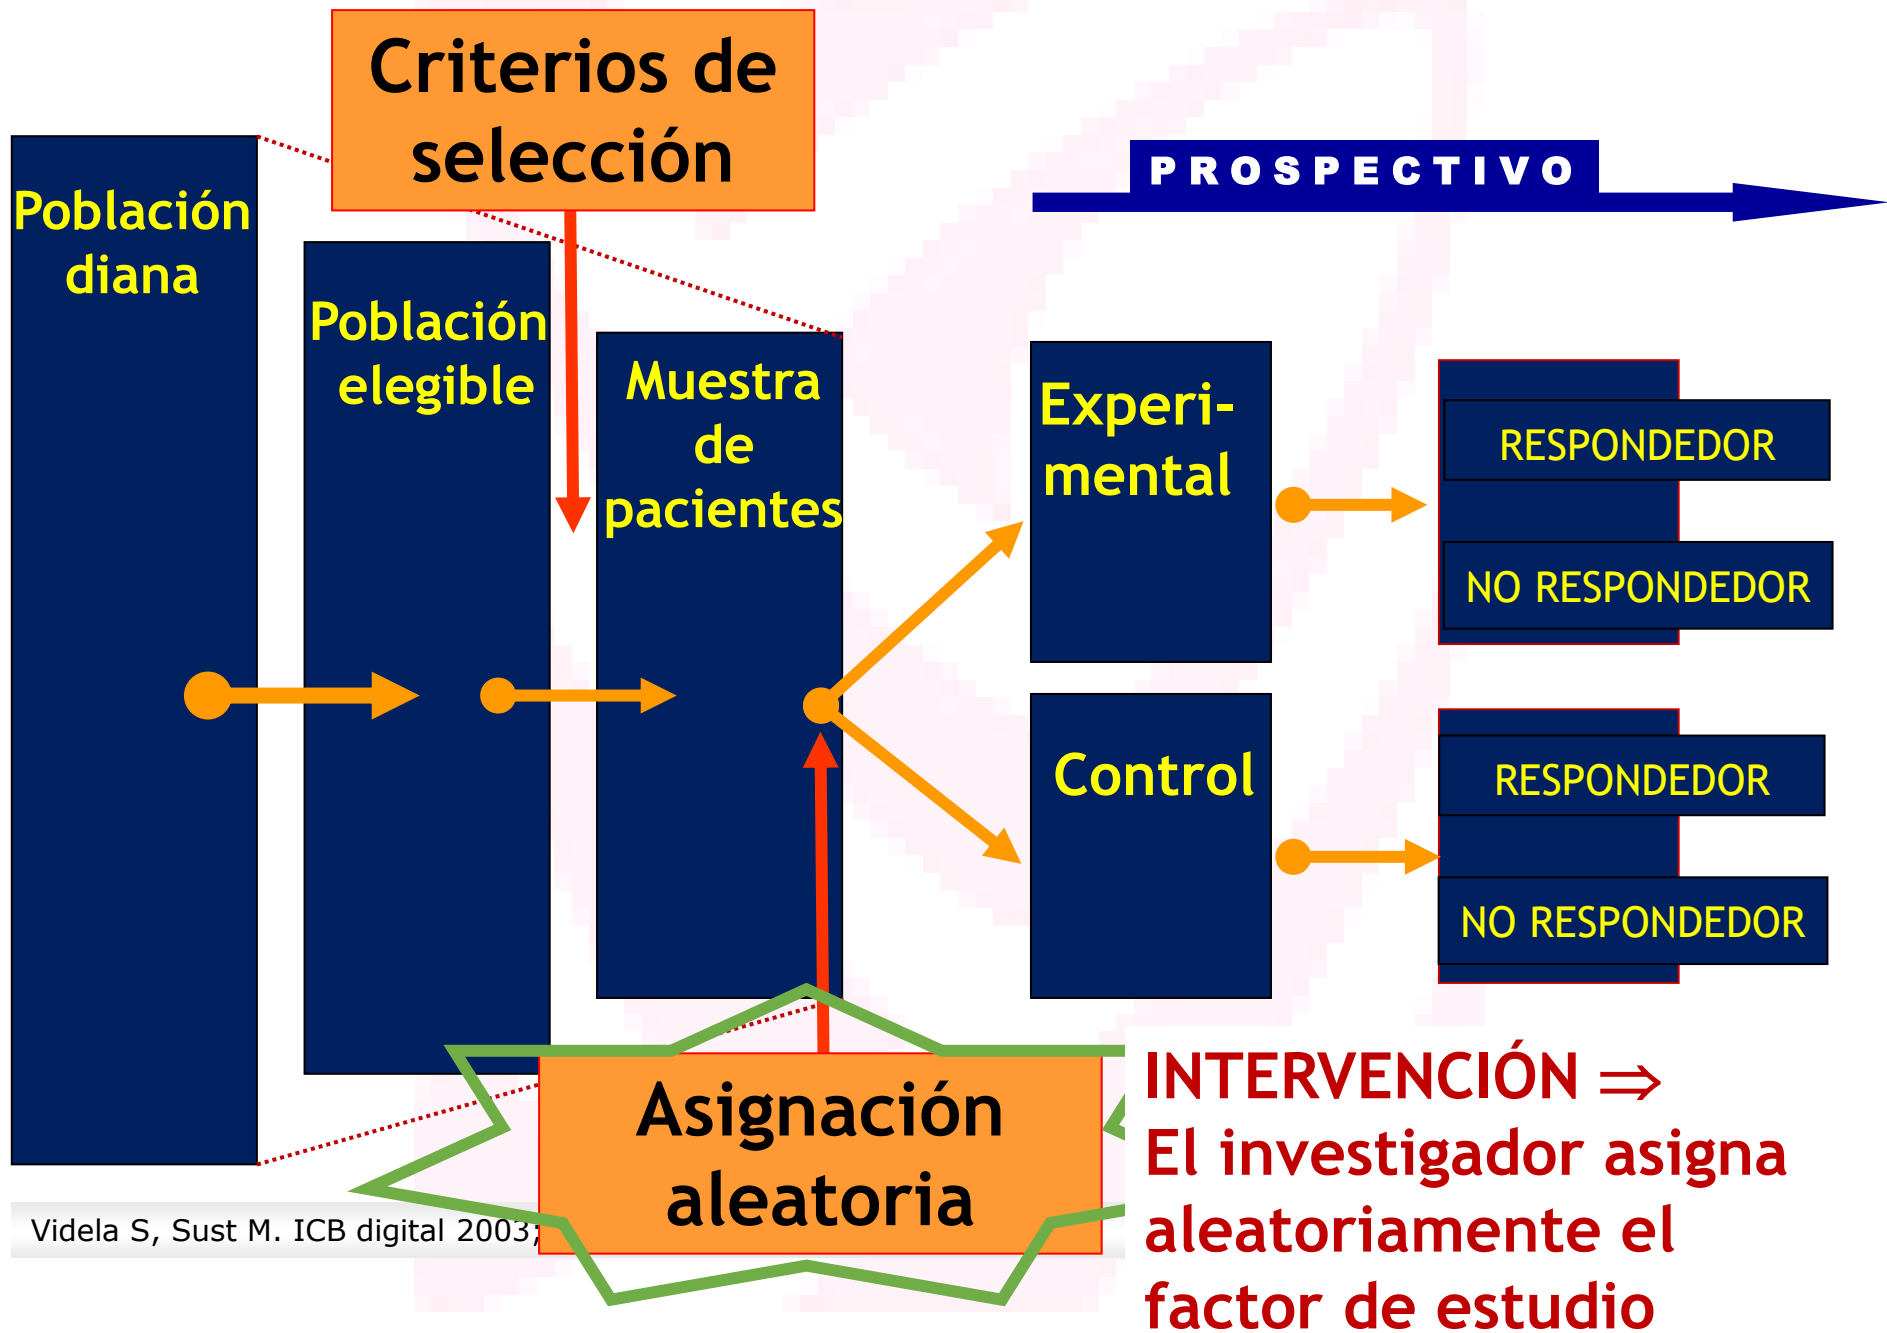 Criterios de
selección
PROSPECTIVO
Población
diana
Población
elegible
Muestra
de
pacientes
Experi-
mental
RESPONDEDOR
NO RESPONDEDOR
Control
RESPONDEDOR
NO RESPONDEDOR
Asignación
aleatoria
INTERVENCIÓN ⇒
El investigador asigna
aleatoriamente el
factor de estudio
Videla S, Sust M. ICB digital 2003;